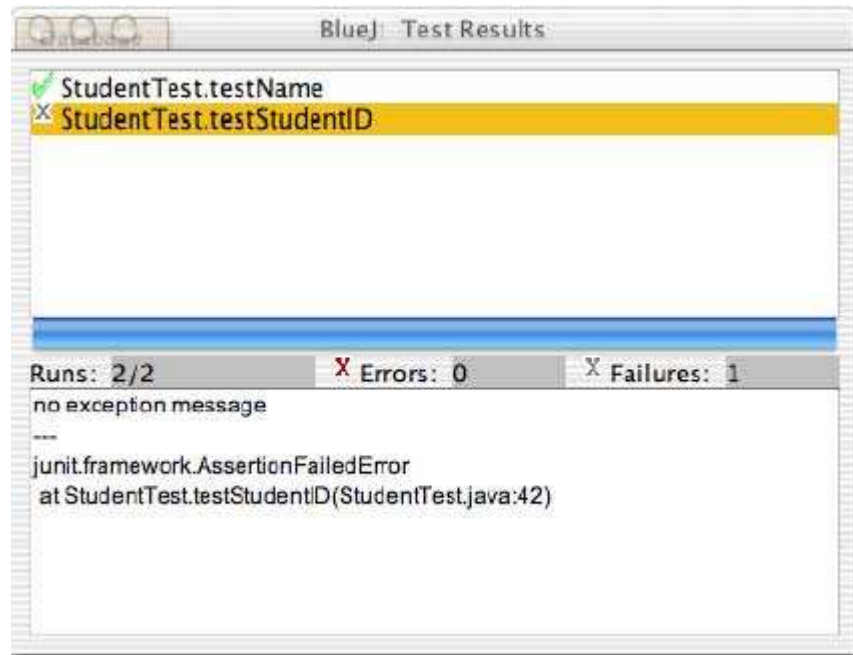 BlueJ: Test Results
StudentTest.testName
X StudentTest.testStudentID
Runs: 2/2 X Errors: 0 X Failures: 1
no exception message
---
junit.framework.AssertionFailedError
at StudentTest.testStudentID(StudentTest.java:42)